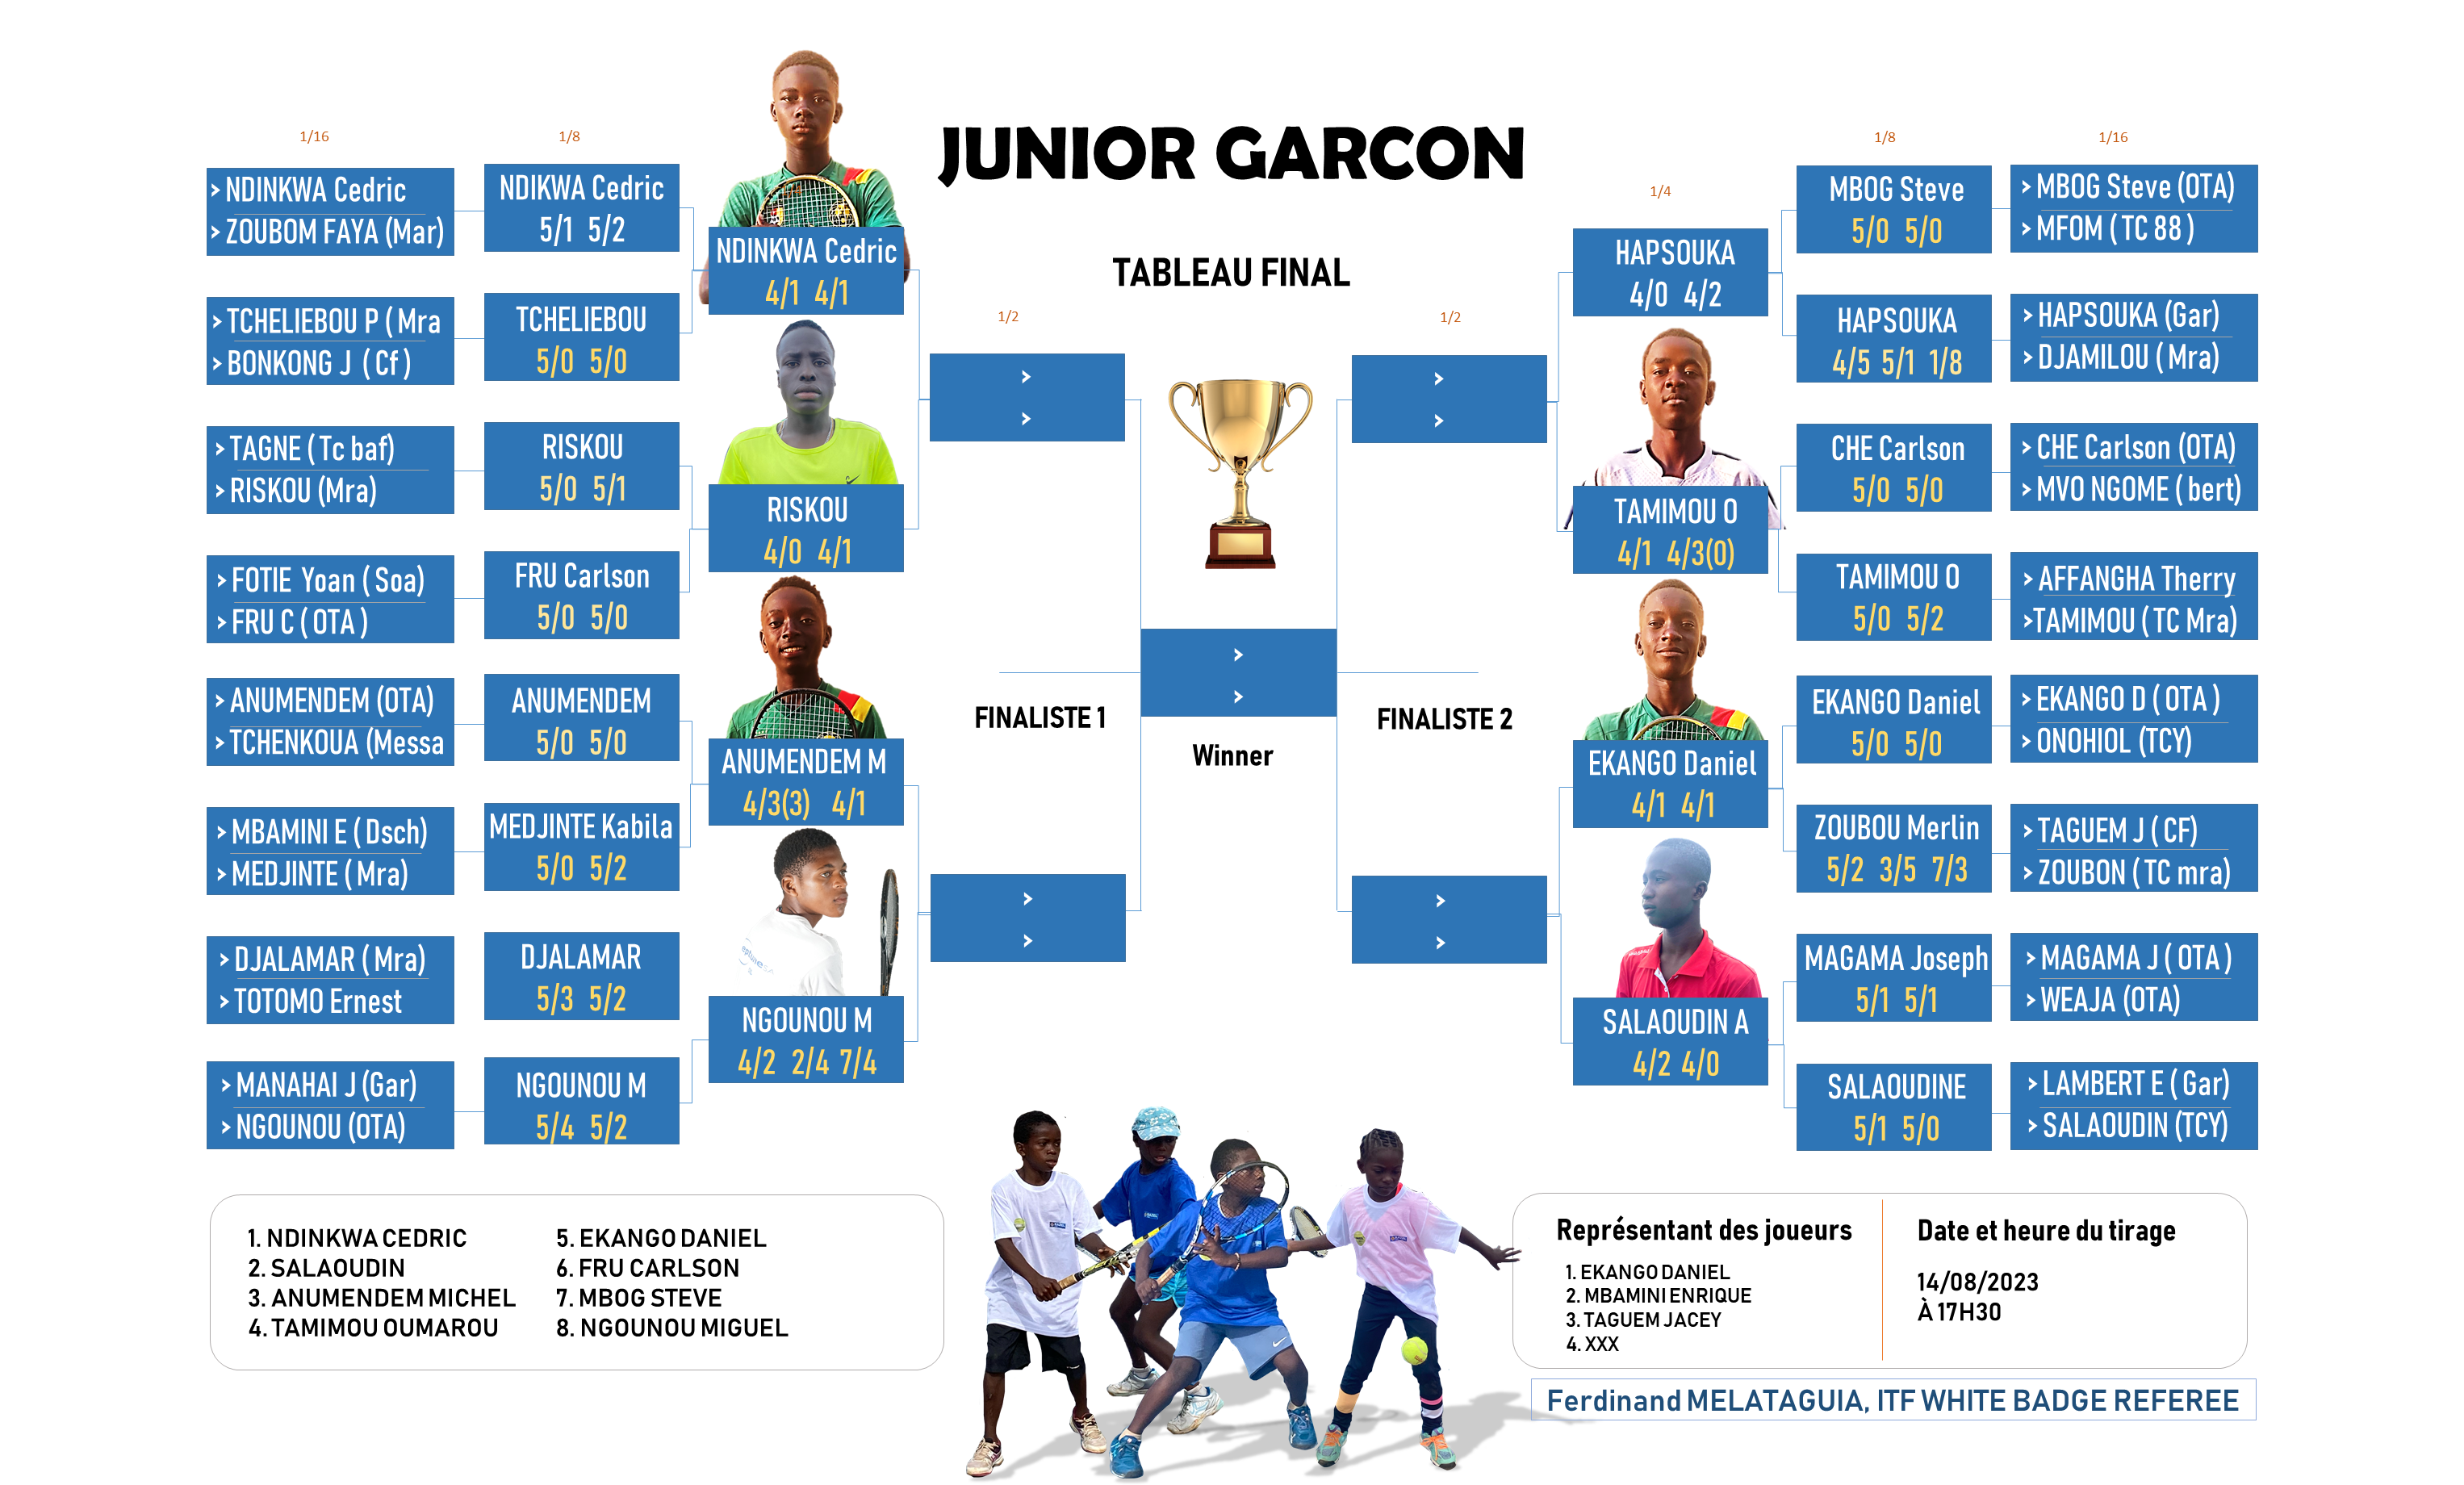 JUNIOR GARCON
TABLEAU FINAL
1/16
1/8
> NDINKWA Cedric
> ZOUBOM FAYA (Mar)
> TCHELIEBOU P ( Mra
> BONKONG J ( Cf )
> TAGNE ( Tc baf)
> RISKOU (Mra)
> FOTIE Yoan ( Soa)
> FRU C ( OTA )
> ANUMENDEM (OTA)
> TCHENKOUA (Messa
> MBAMINI E ( Dsch)
> MEDJINTE ( Mra)
> DJALAMAR ( Mra)
> TOTOMO Ernest
> MANAHAI J (Gar)
> NGOUNOU (OTA)
NDIKWA Cedric
5/1 5/2
TCHELIEBOU
5/0 5/0
RISKOU
5/0 5/1
FRU Carlson
5/0 5/0
ANUMENDEM
5/0 5/0
MEDJINTE Kabila
5/0 5/2
DJALAMAR
5/3 5/2
NGOUNOU M
5/4 5/2
NDINKWA Cedric
4/1 4/1
RISKOU
4/0 4/1
ANUMENDEM M
4/3(3) 4/1
NGOUNOU M
4/2 2/4 7/4
1/2
>
>
>
>
FINALISTE 1
>
>
Winner
FINALISTE 2
1/2
>
>
>
>
1/4
HAPSOUKA
4/0 4/2
TAMIMOU O
4/1 4/3(0)
EKANGO Daniel
4/1 4/1
SALAOUDIN A
4/2 4/0
1/8
MBOG Steve
5/0 5/0
HAPSOUKA
4/5 5/1 1/8
CHE Carlson
5/0 5/0
TAMIMOU O
5/0 5/2
EKANGO Daniel
5/0 5/0
ZOUBOU Merlin
5/2 3/5 7/3
MAGAMA Joseph
5/1 5/1
SALAOUDINE
5/1 5/0
1/16
> MBOG Steve (OTA)
> MFOM ( TC 88 )
> HAPSOUKA (Gar)
> DJAMILOU ( Mra)
> CHE Carlson (OTA)
> MVO NGOME ( bert)
> AFFANGHA Therry
>TAMIMOU ( TC Mra)
> EKANGO D ( OTA )
> ONOHIOL (TCY)
> TAGUEM J ( CF)
> ZOUBON ( TC mra)
> MAGAMA J ( OTA )
> WEAJA (OTA)
> LAMBERT E ( Gar)
> SALAOUDIN (TCY)
1. NDINKWA CEDRIC
2. SALAOUDIN
3. ANUMENDEM MICHEL
4. TAMIMOU OUMAROU
5. EKANGO DANIEL
6. FRU CARLSON
7. MBOG STEVE
8. NGOUNOU MIGUEL
Représentant des joueurs
1. EKANGO DANIEL
2. MBAMINI ENRIQUE
3. TAGUEM JACEY
4. XXX
Date et heure du tirage
14/08/2023
À 17H30
Ferdinand MELATAGUIA, ITF WHITE BADGE REFEREE